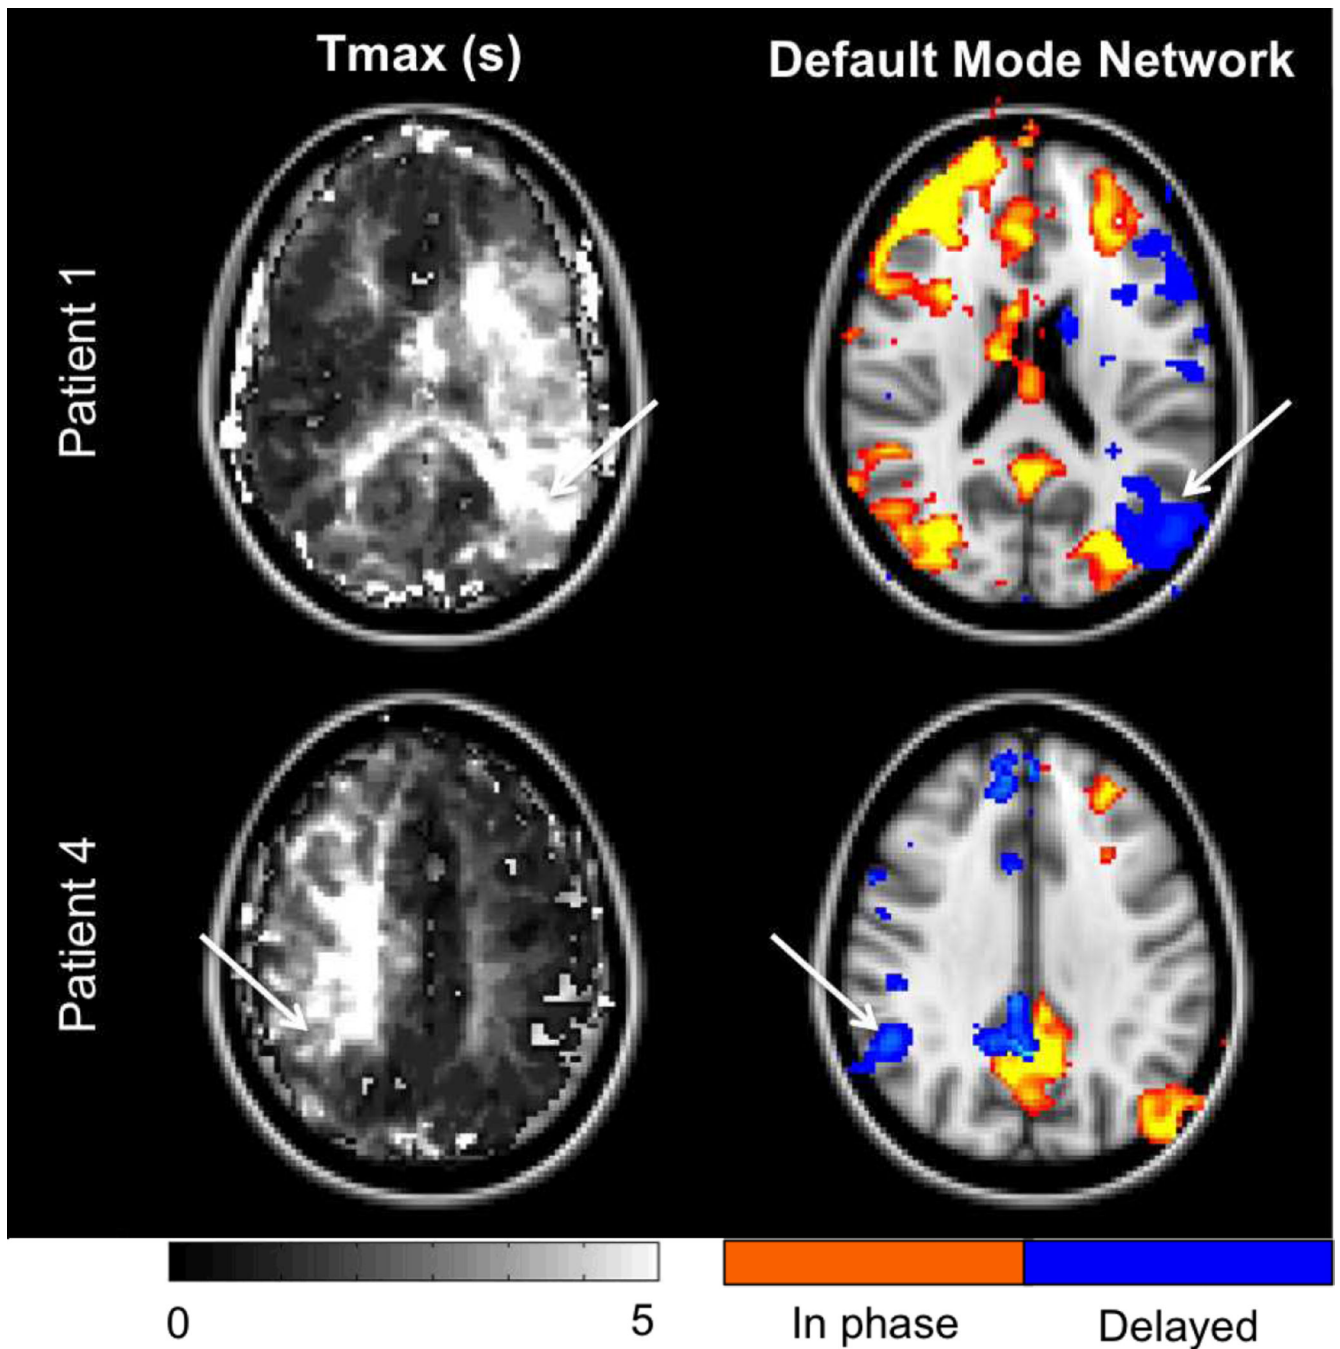 Tmax (s)
Default Mode Network
Patient 1
Patient 4
0
5
In phase
Delayed